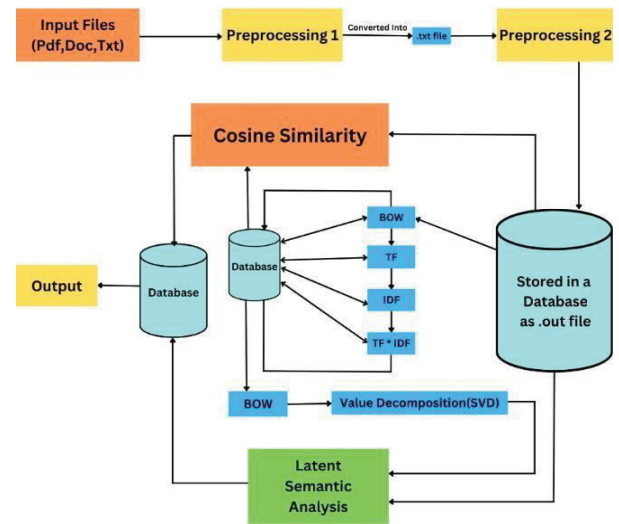 Input Files
(Pdf,Doc,Txt)
Preprocessing 1
Converted Into
.txt file
Preprocessing 2
Cosine Similarity
BOW
TF
IDF
TF * IDF
Database
Stored in a
Database
as .out file
Output
Database
BOW
Value Decomposition(SVD)
Latent
Semantic
Analysis